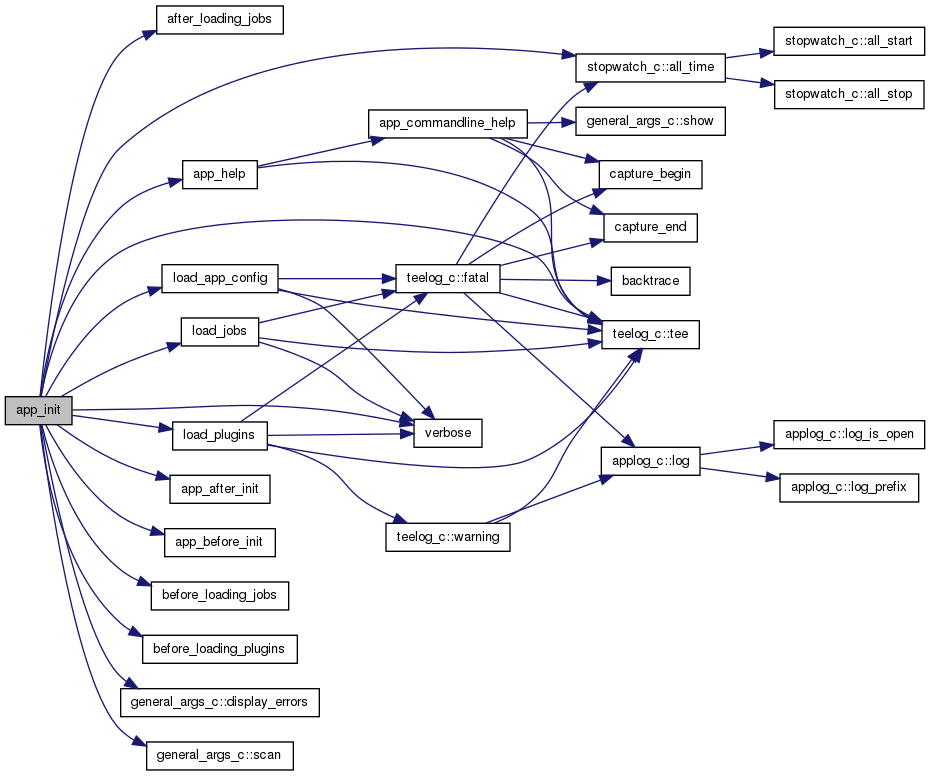 after_loading_jobs
stopwatch_c::all_start
stopwatch_c::all_time
stopwatch_c::all_stop
app_commandline_help
general_args_c::show
app_help
capture_begin
capture_end
load_app_config
teelog_c::fatal
backtrace
load_jobs
teelog_c::tee
app_init
load_plugins
verbose
applog_c::log_is_open
applog_c::log
app_after_init
applog_c::log_prefix
teelog_c::warning
app_before_init
before_loading_jobs
before_loading_plugins
general_args_c::display_errors
general_args_c::scan